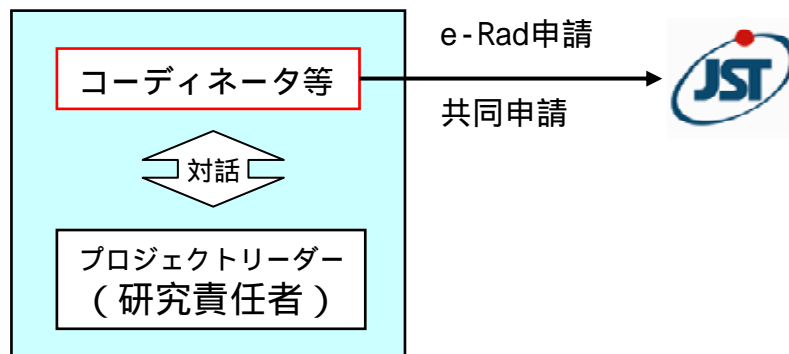 コーディネータ等
対話
プロジェクトリーダー
(研究責任者)
e-Rad申請
共同申請
JST